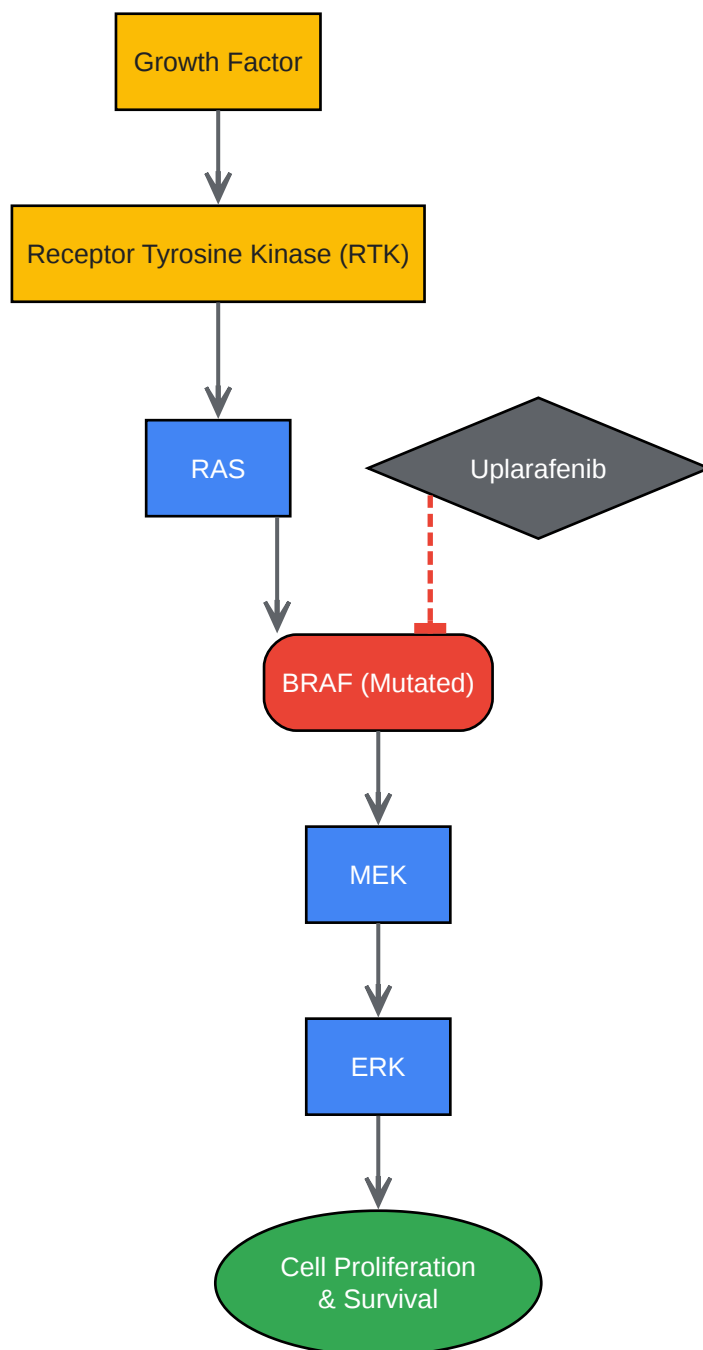 Growth Factor
Receptor Tyrosine Kinase (RTK)
RAS
Uplarafenib
BRAF (Mutated)
MEK
ERK
Cell Proliferation
& Survival